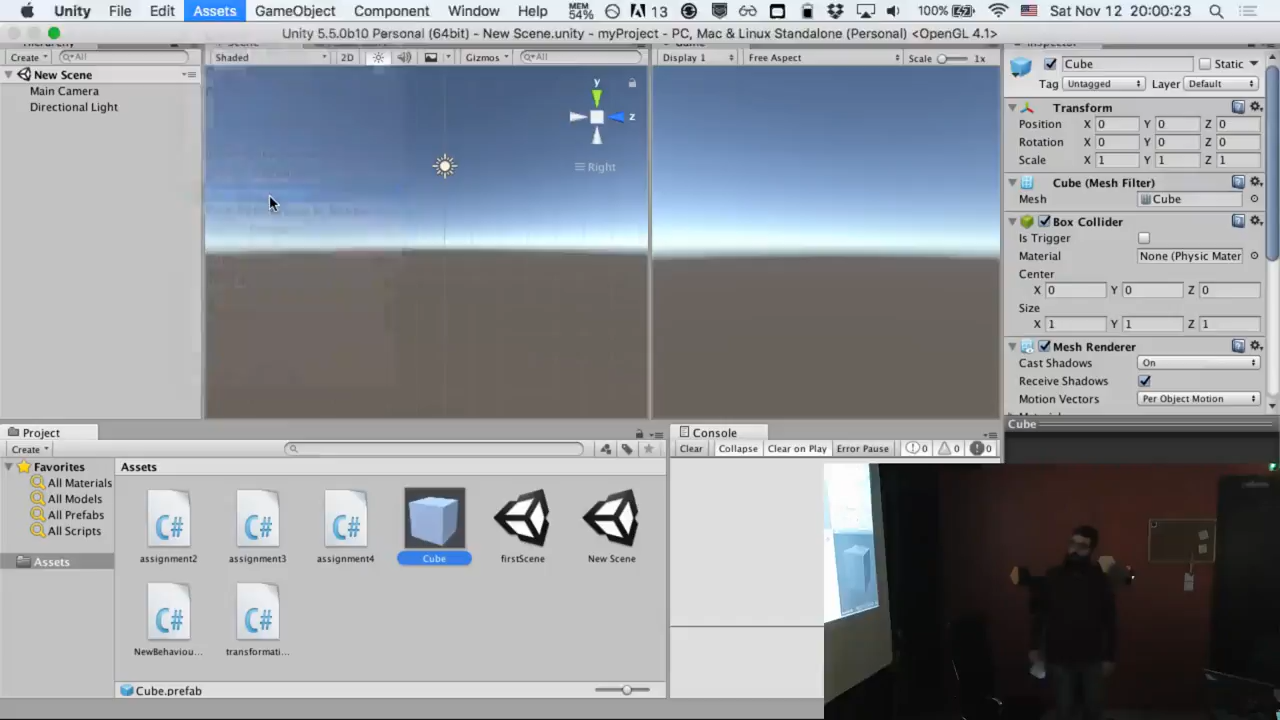 Unity File Edit Assets GameObject Component Window Help MEM 54% 13 100% Sat Nov 12 20:00:23
Unity 5.5.0b10 Personal (64bit) - New Scene.unity - myProject - PC, Mac & Linux Standalone (Personal) <OpenGL 4.1>
Create All Shaded 2D Gizmos All Display 1 Free Aspect Scale 1x
Cube Static
Tag Untagged Layer Default
New Scene
Main Camera
Directional Light
y
z
Right
Transform
Position X 0 Y 0 Z 0
Rotation X 0 Y 0 Z 0
Scale X 1 Y 1 Z 1
Cube (Mesh Filter)
Mesh Cube
Box Collider
Is Trigger
Material None (Physic Mater
Center
X 0 Y 0 Z 0
Size
X 1 Y 1 Z 1
Mesh Renderer
Cast Shadows On
Receive Shadows
Motion Vectors Per Object Motion
Cube
Project
Create
Favorites
All Materials
All Models
All Prefabs
All Scripts
Assets
Assets
assignment2 assignment3 assignment4 Cube firstScene New Scene
NewBehaviou... transformati...
Cube.prefab
Console
Clear Collapse Clear on Play Error Pause 0 0 0